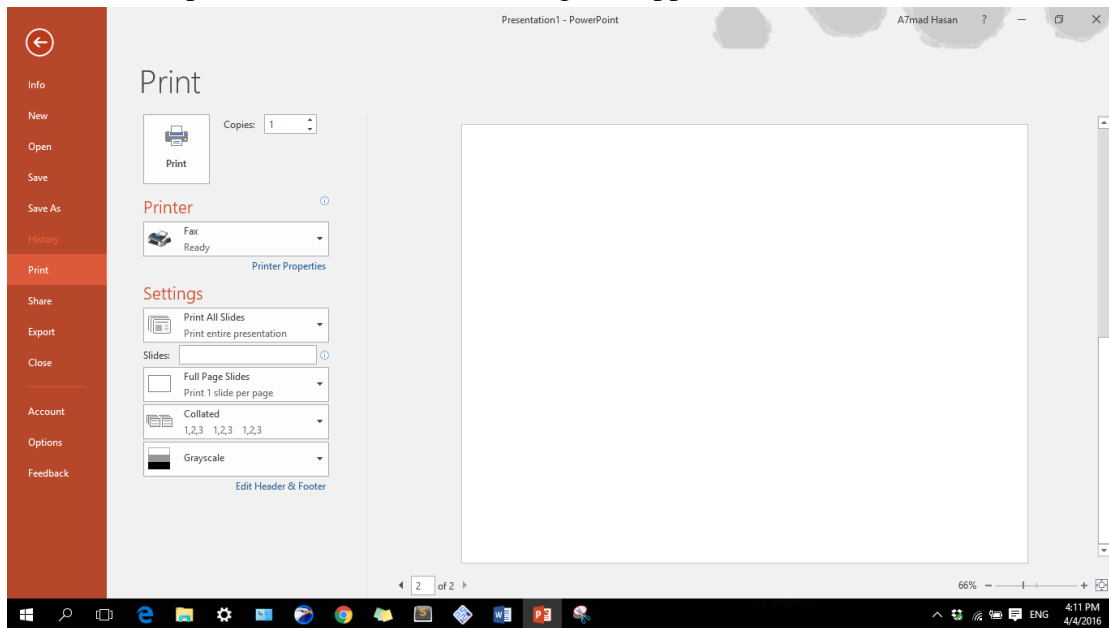 Presentation1 - PowerPoint
A7mad Hasan ?
Info
New
Open
Save
Save As
History
Print
Share
Export
Close
Account
Options
Feedback
Print
Print
Copies: 1
Printer
Fax
Ready
Printer Properties
Settings
Print All Slides
Print entire presentation
Slides:
Full Page Slides
Print 1 slide per page
Collated
1,2,3 1,2,3 1,2,3
Grayscale
Edit Header & Footer
2 of 2
66%
ENG
4:11 PM
4/4/2016